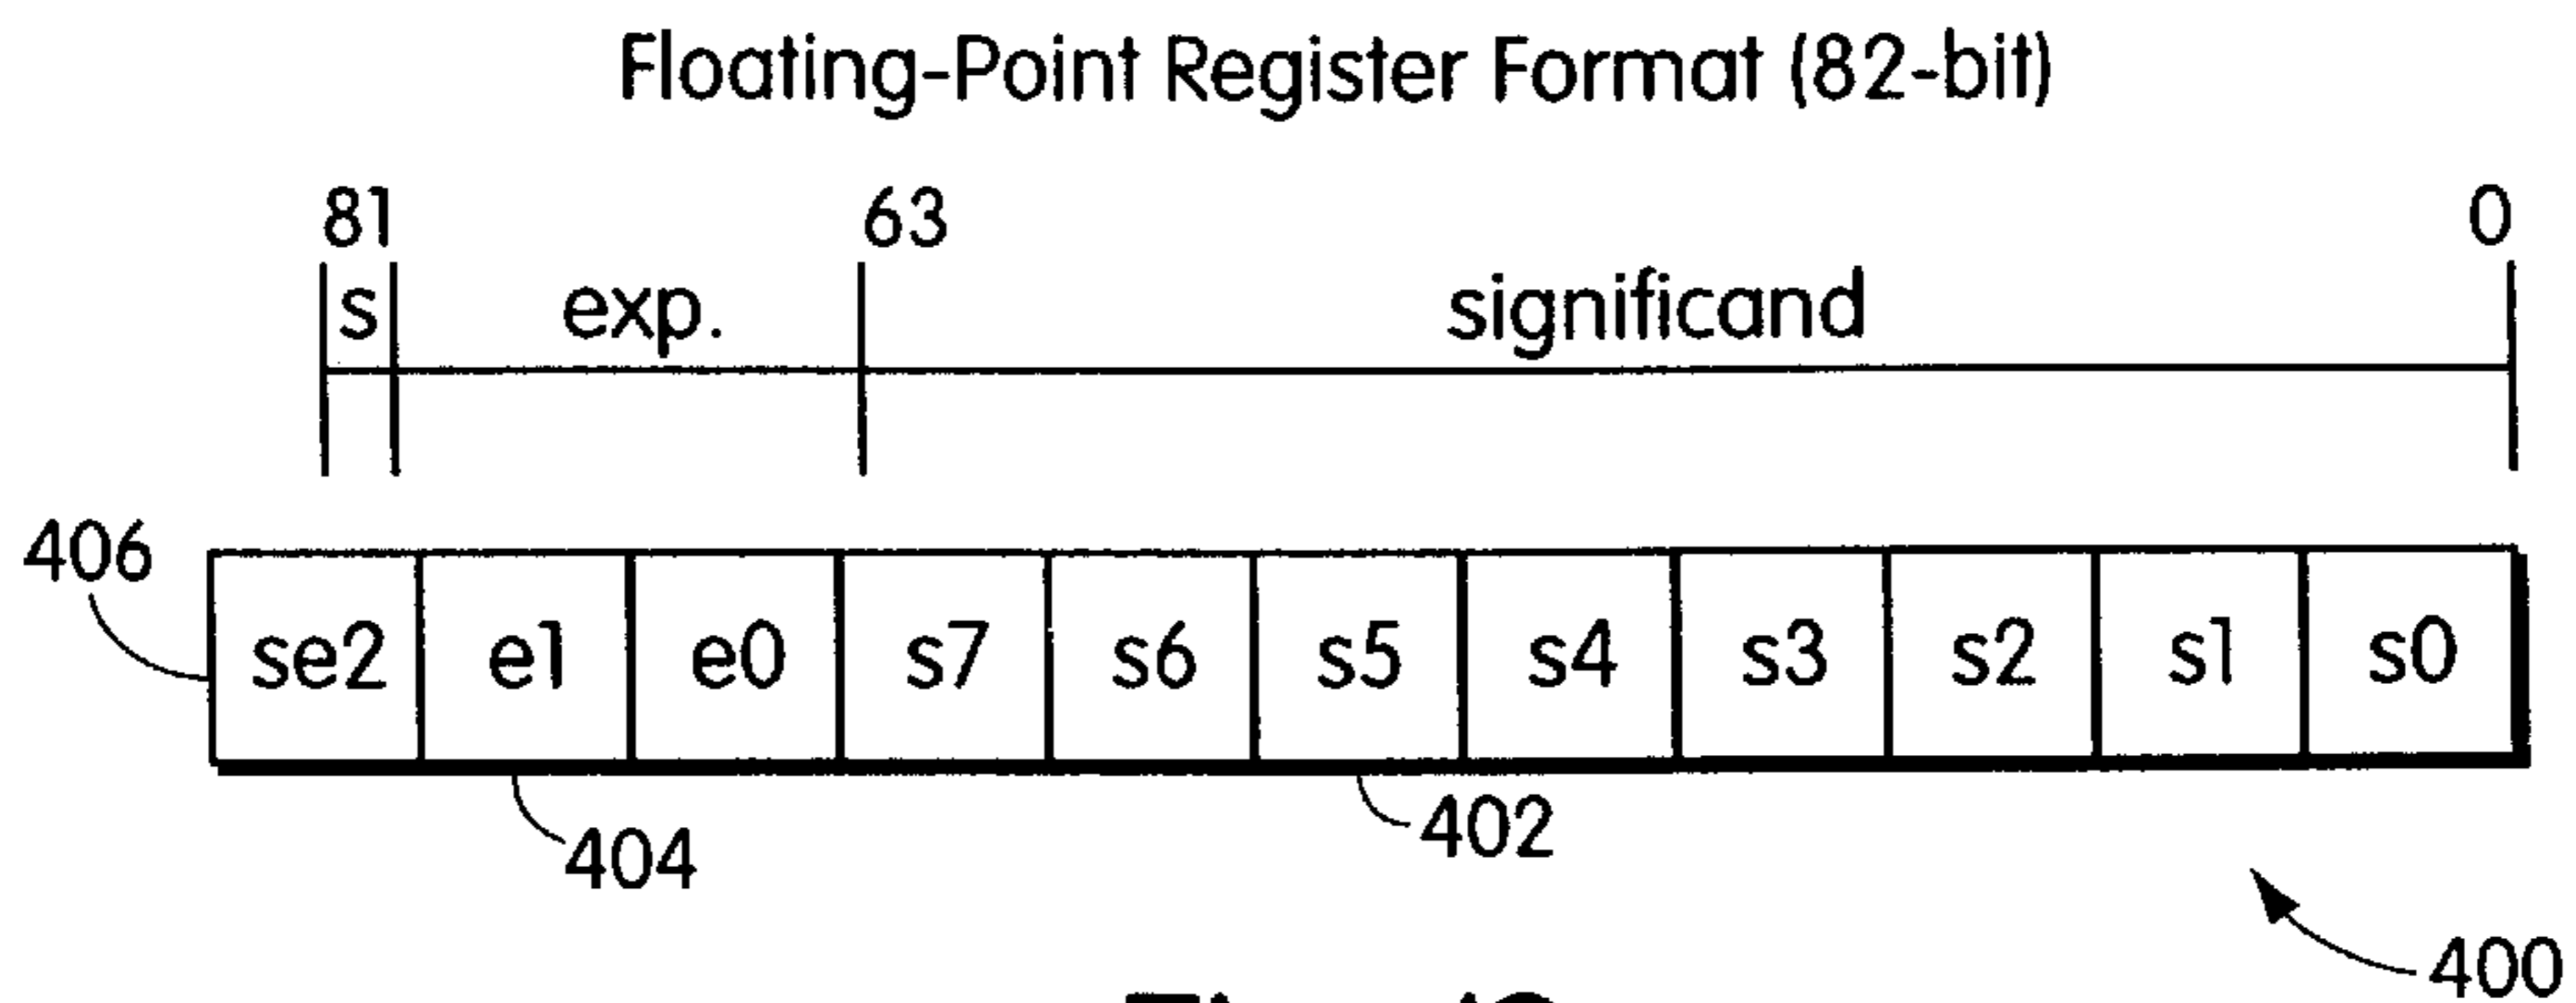 Floating-Point Register Format (82-bit)
81 63 0
s exp. significand
406
se2 e1 e0 s7 s6 s5 s4 s3 s2 s1 s0
404 402
400